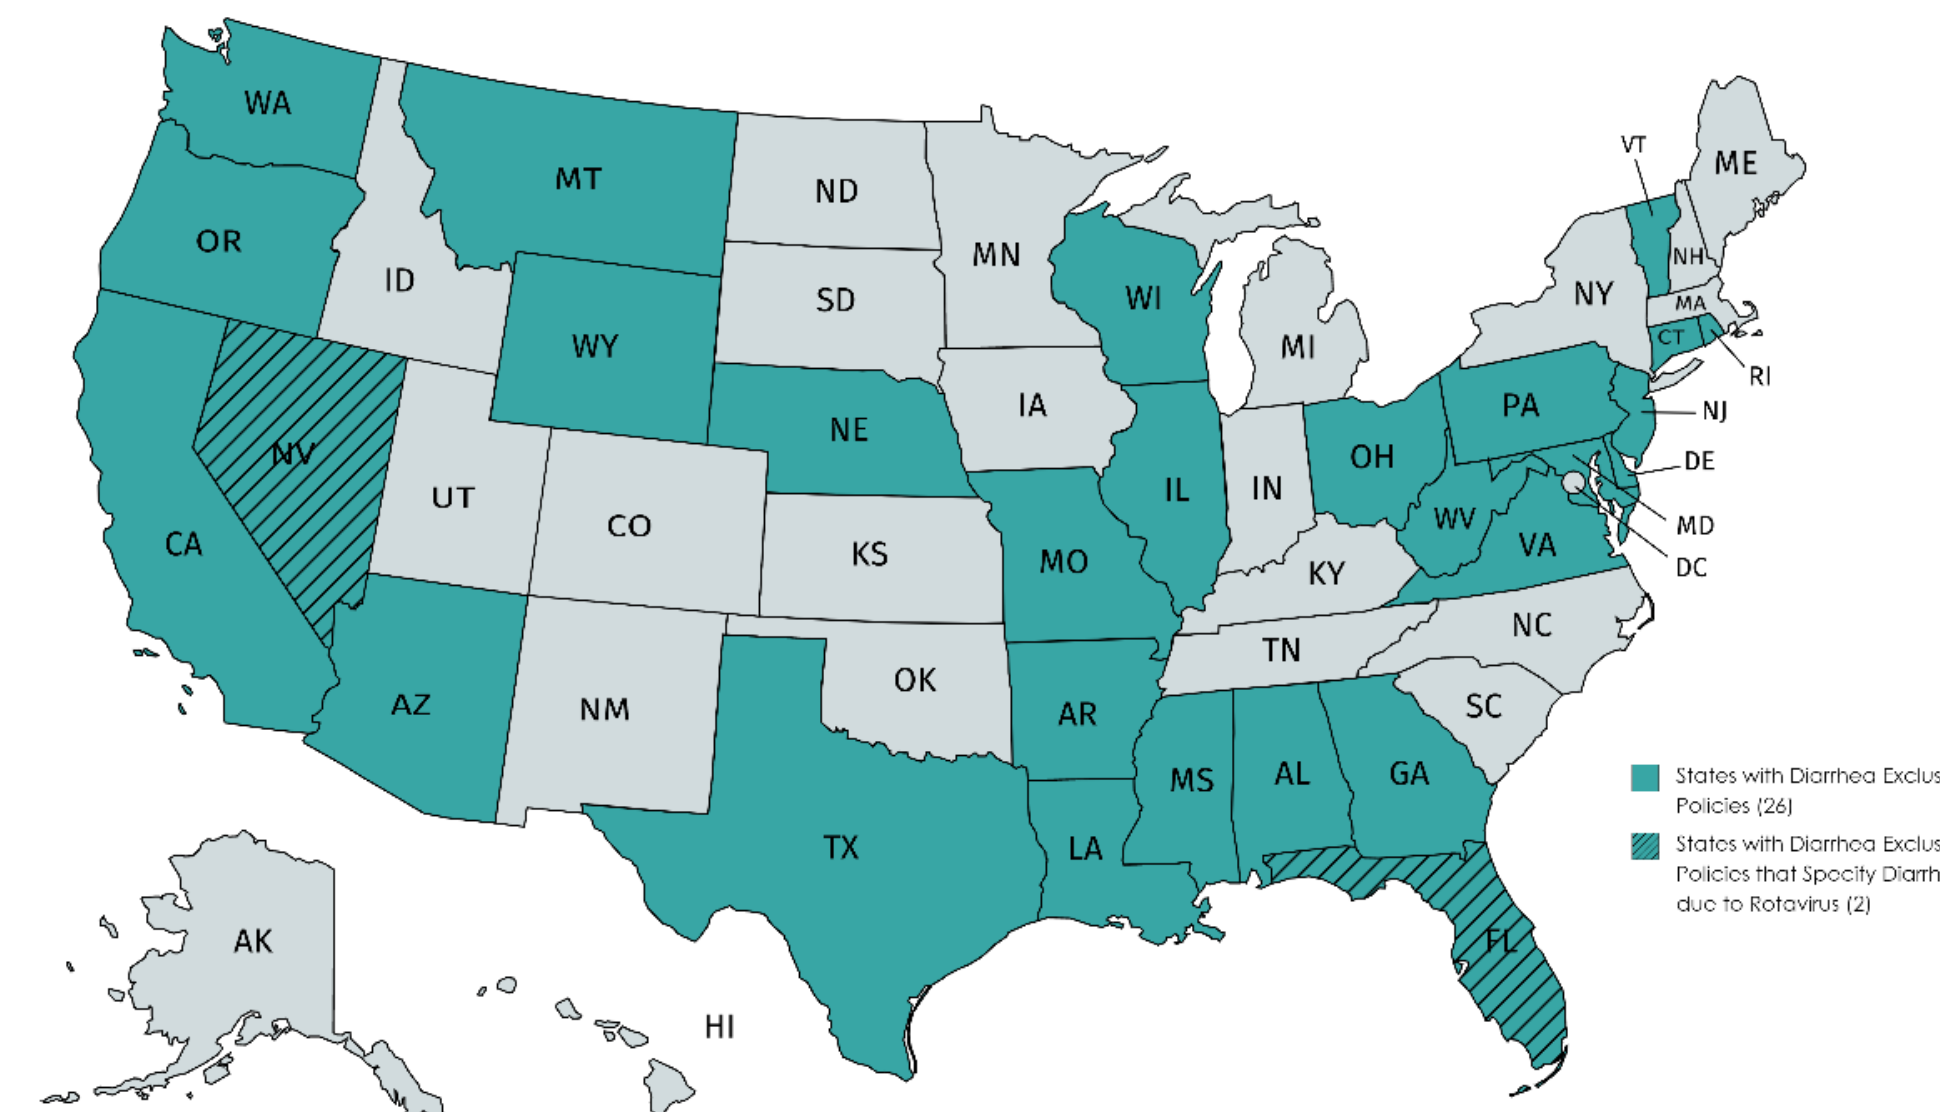 WA
MT
ND
MN
VT
ME
OR
ID
SD
WI
NY
NH
MA
WY
MI
CT
RI
NE
IA
PA
NJ
NV
UT
CO
KS
MO
IL
IN
OH
WV
VA
DE
MD
DC
CA
KY
NC
TN
AZ
NM
OK
AR
SC
MS
AL
GA
TX
LA
FL
AK
HI
States with Diarrhea Exclus
Policies (26)
States with Diarrhea Exclus
Policies that Specify Diarrh
due to Rotavirus (2)